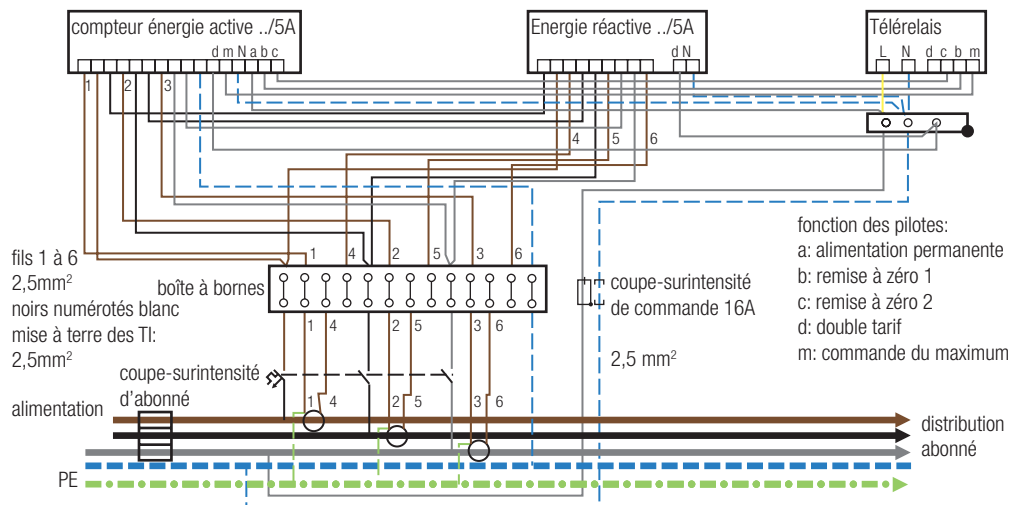 compteur énergie active ../5A
d m N a b c
1 2 3
Energie réactive ../5A
d N
4 5 6
Télérelais
L N d c b m
fils 1 à 6
2,5mm²
noirs numérotés blanc
mise à terre des TI:
2,5mm²
boîte à bornes
1 4 2 5 3 6
1 4 2 5 3 6
coupe-surintensité
de commande 16A
2,5 mm²
fonction des pilotes:
a: alimentation permanente
b: remise à zéro 1
c: remise à zéro 2
d: double tarif
m: commande du maximum
coupe-surintensité
d'abonné
1 4 2 5 3 6
alimentation
distribution
abonné
PE